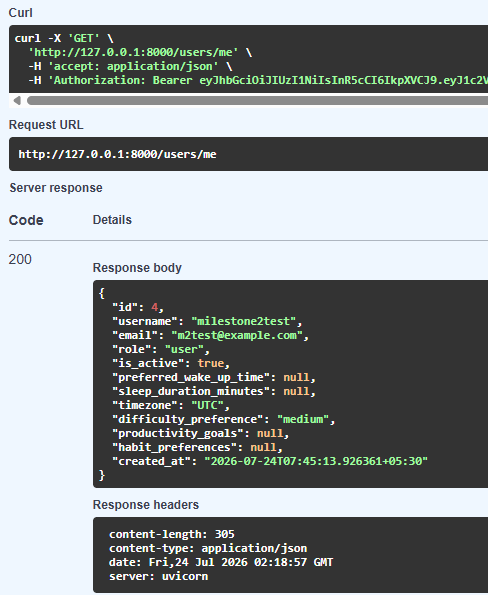 Curl
curl -X 'GET' \
'http://127.0.0.1:8000/users/me' \
-H 'accept: application/json' \
-H 'Authorization: Bearer eyJhbGciOiJIUzI1NiIsInR5cCI6IkpXVCJ9.eyJ1c2V
Request URL
http://127.0.0.1:8000/users/me
Server response
Code Details
200
Response body
{
"id": 4,
"username": "milestone2test",
"email": "m2test@example.com",
"role": "user",
"is_active": true,
"preferred_wake_up_time": null,
"sleep_duration_minutes": null,
"timezone": "UTC",
"difficulty_preference": "medium",
"productivity_goals": null,
"habit_preferences": null,
"created_at": "2026-07-24T07:45:13.926361+05:30"
}
Response headers
content-length: 305
content-type: application/json
date: Fri,24 Jul 2026 02:18:57 GMT
server: uvicorn